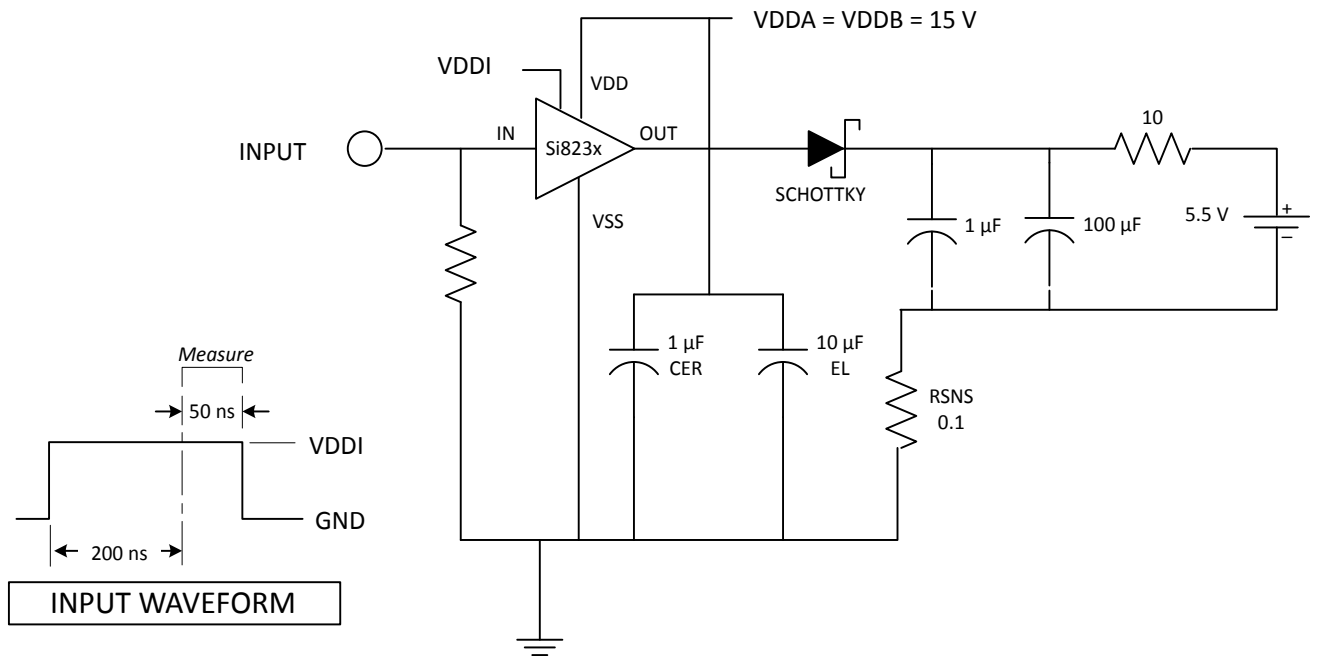 VDDA = VDDB = 15 V
VDDI
VDD
10
INPUT
IN
Si823x
OUT
SCHOTTKY
VSS
1 µF
100 µF
5.5 V
+
–
1 µF
CER
10 µF
EL
RSNS
0.1
Measure
50 ns
VDDI
GND
200 ns
INPUT WAVEFORM